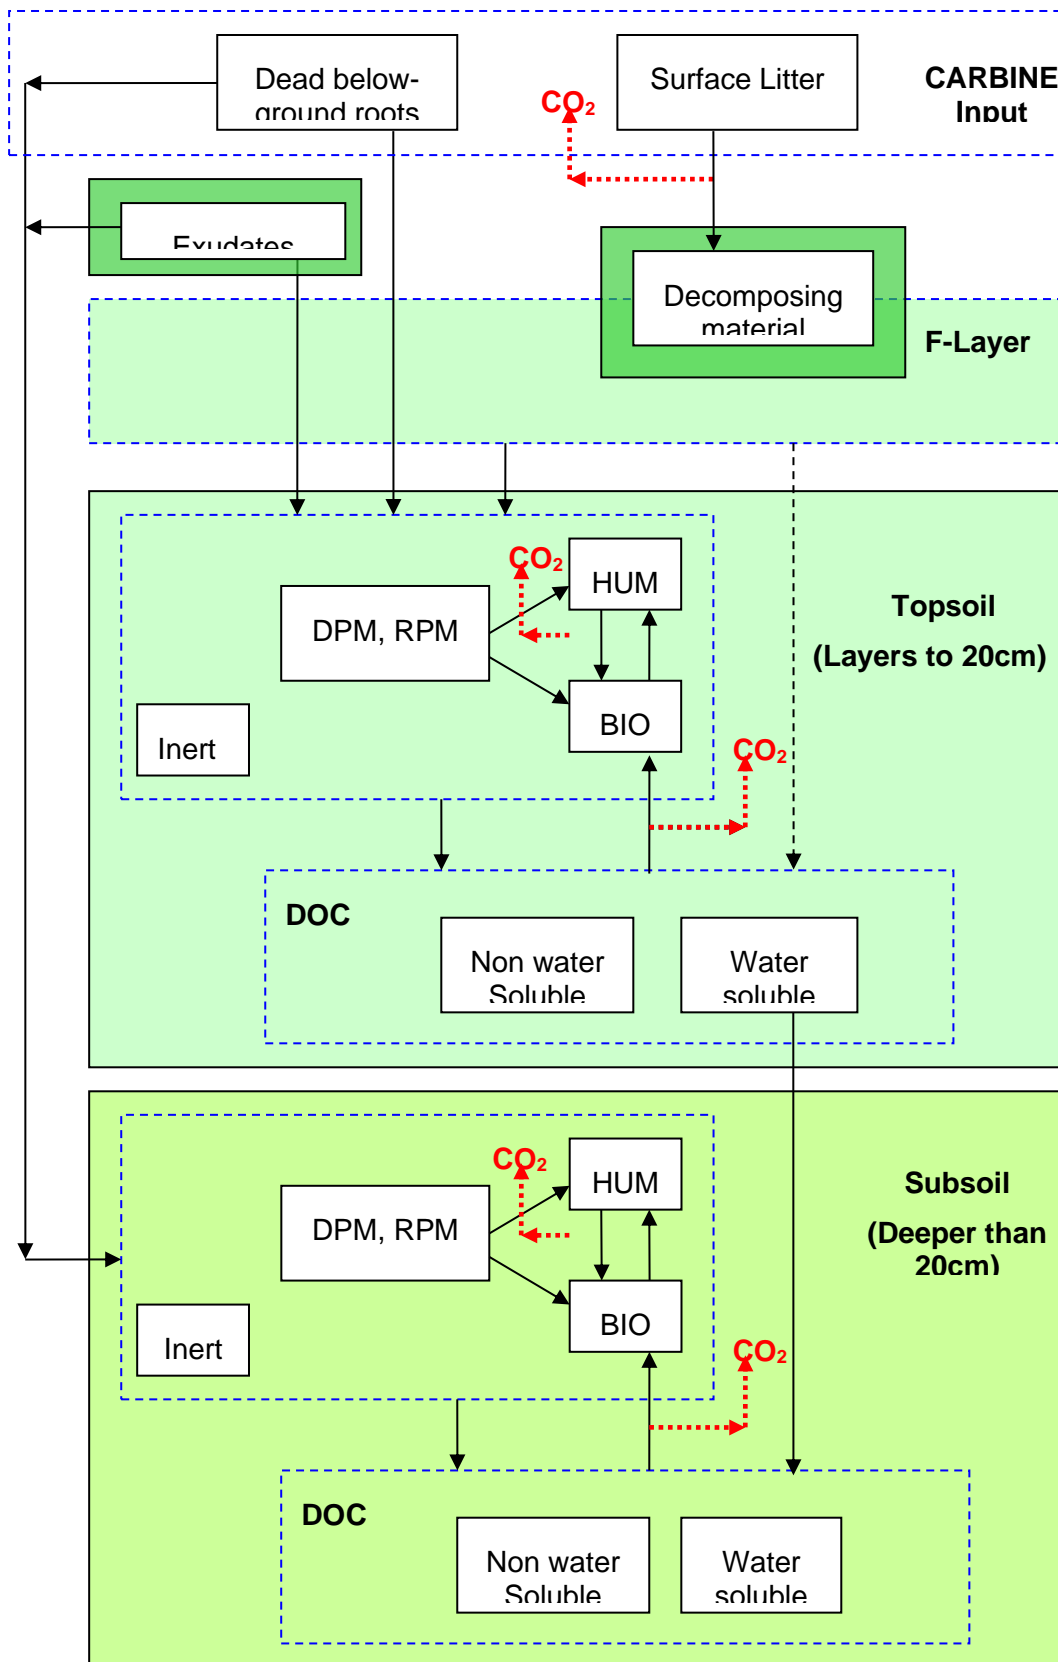 Dead below-
ground roots
Surface Litter
CARBINE
Input
CO2
Exudates
Decomposing
material
F-Layer
CO2
HUM
DPM, RPM
Topsoil
(Layers to 20cm)
BIO
Inert
CO2
DOC
Non water
Soluble
Water
soluble
CO2
HUM
DPM, RPM
Subsoil
(Deeper than
20cm)
BIO
Inert
CO2
DOC
Non water
Soluble
Water
soluble